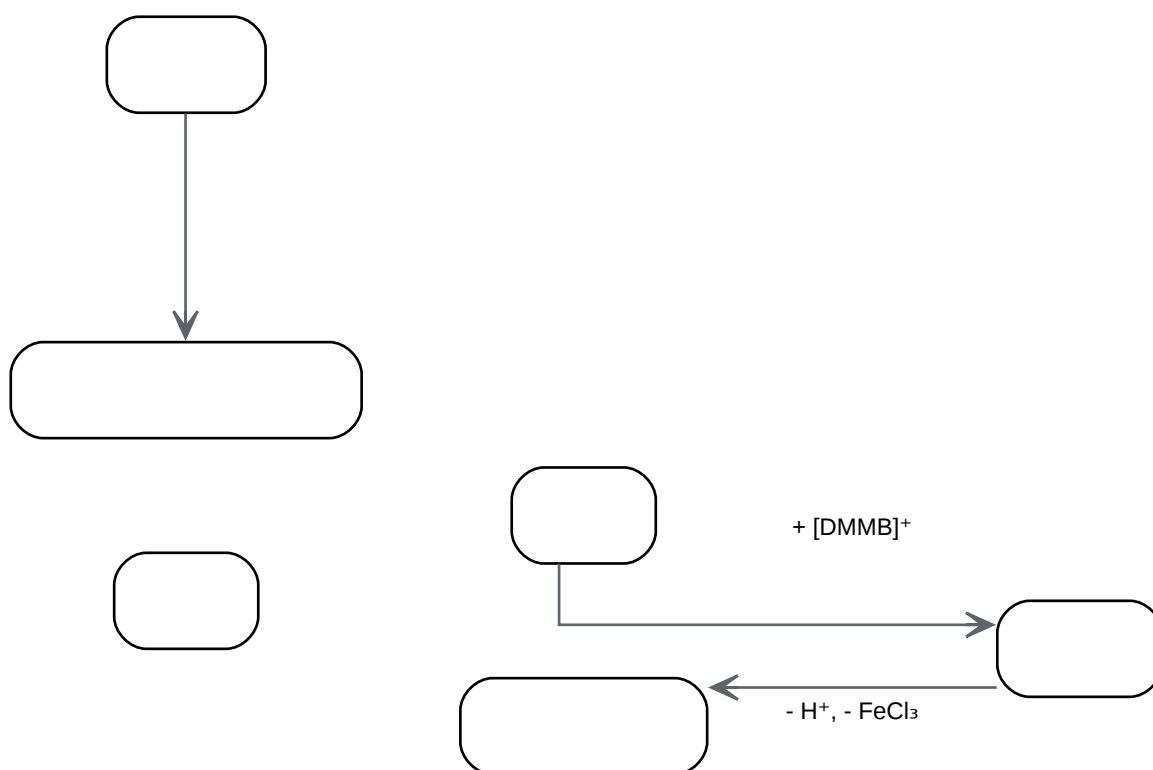 + [DMMB]⁺
- H⁺, - FeCl₃